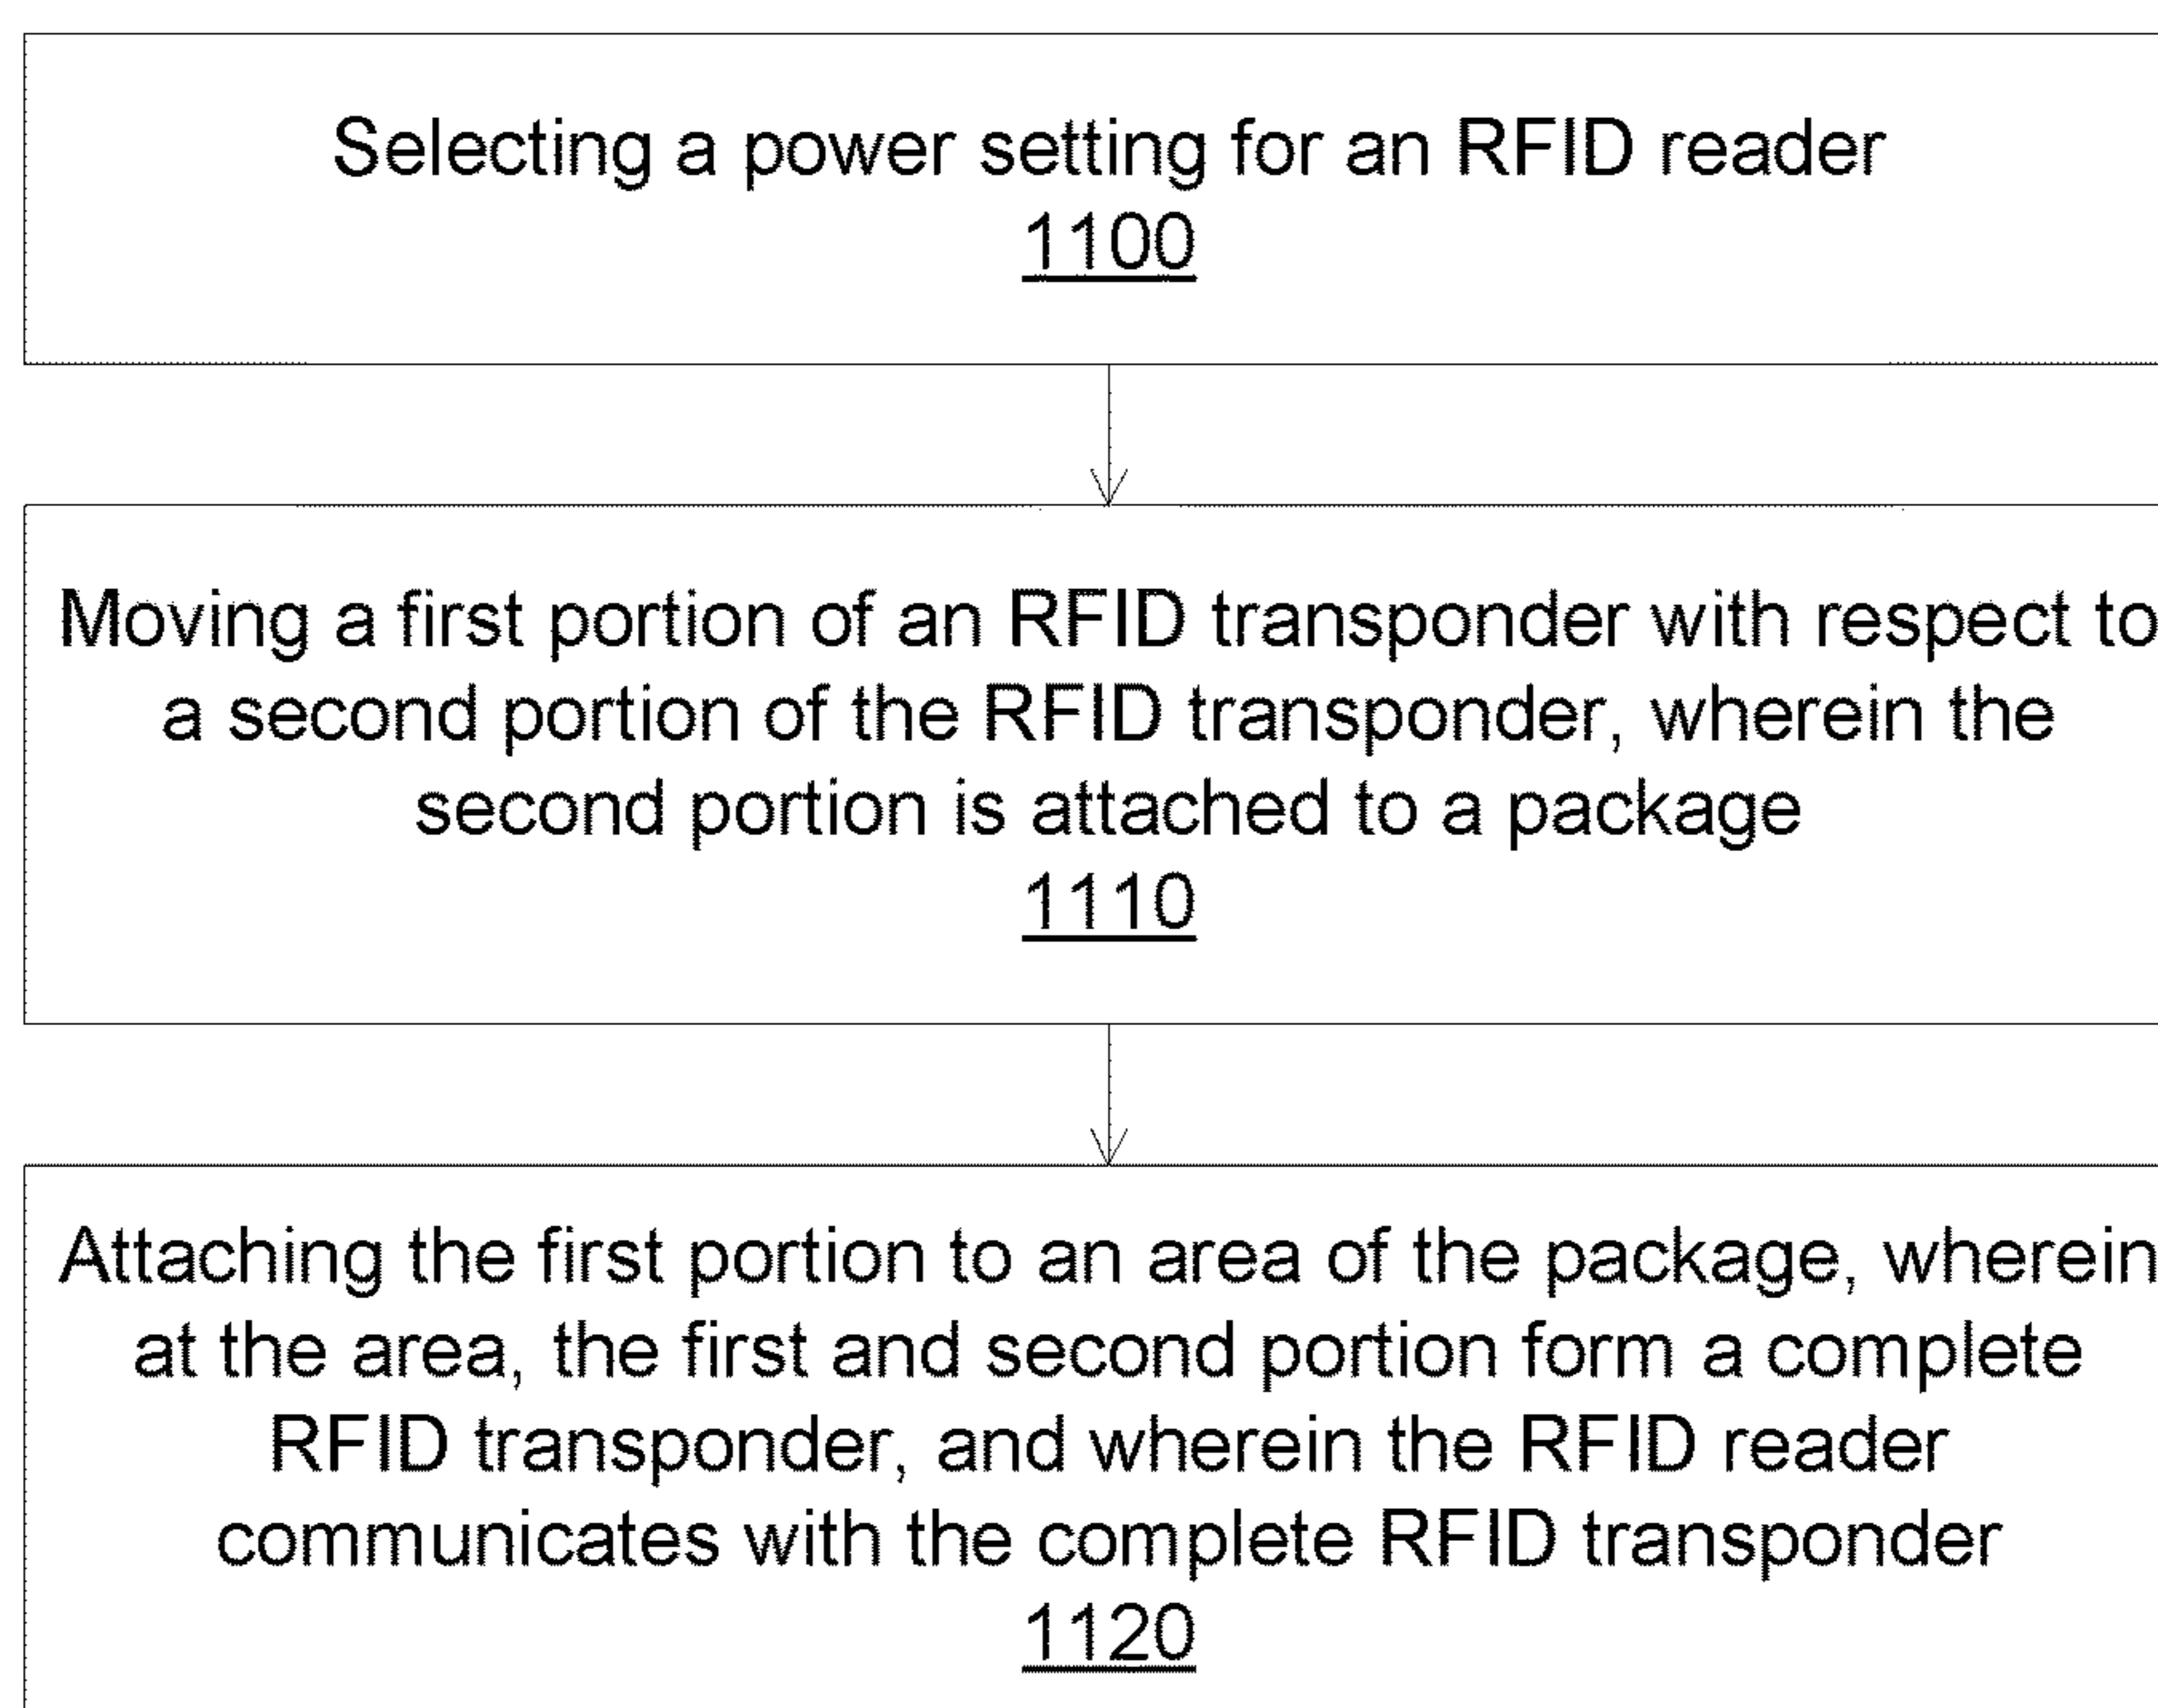 Selecting a power setting for an RFID reader
1100
Moving a first portion of an RFID transponder with respect to
a second portion of the RFID transponder, wherein the
second portion is attached to a package
1110
Attaching the first portion to an area of the package, wherein
at the area, the first and second portion form a complete
RFID transponder, and wherein the RFID reader
communicates with the complete RFID transponder
1120